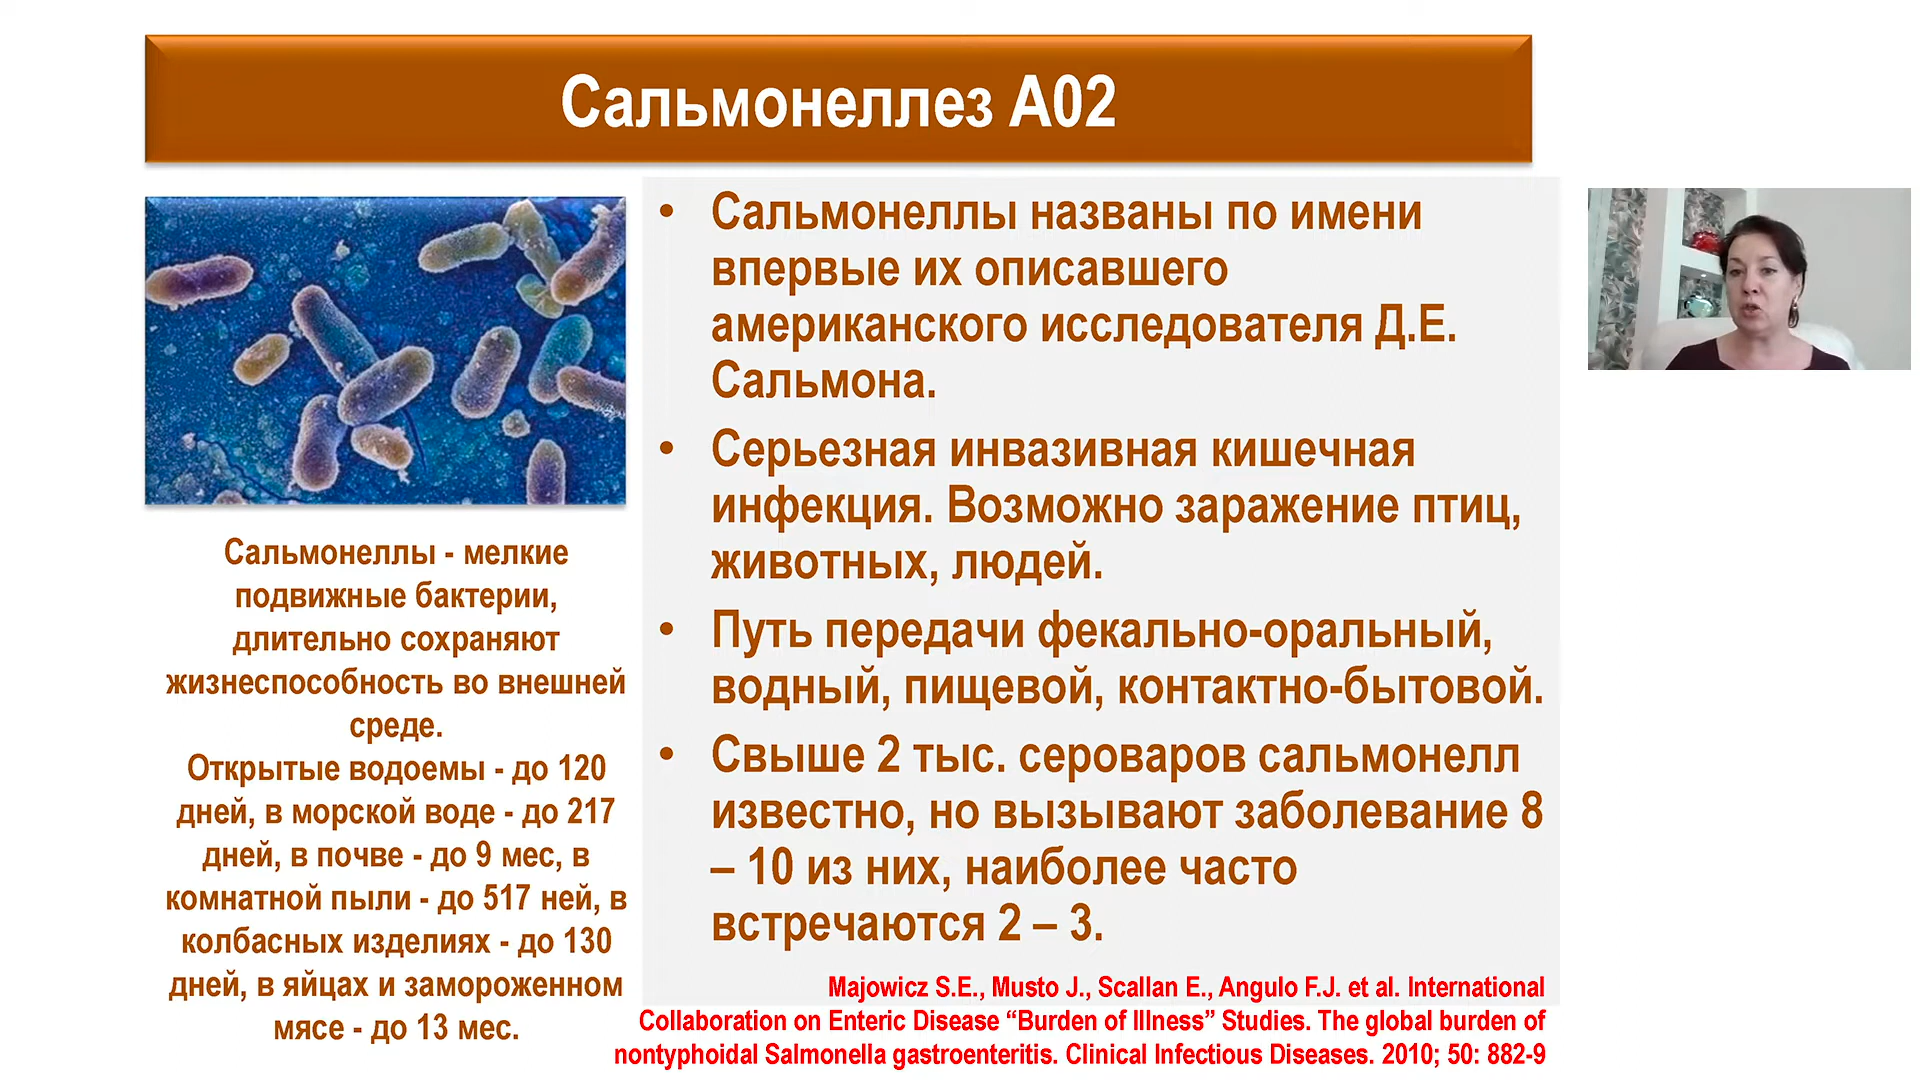 Сальмонеллез A02
Сальмонеллы - мелкие
подвижные бактерии,
длительно сохраняют
жизнеспособность во внешней
среде.
Открытые водоемы - до 120
дней, в морской воде - до 217
дней, в почве - до 9 мес, в
комнатной пыли - до 517 ней, в
колбасных изделиях - до 130
дней, в яйцах и замороженном
мясе - до 13 мес.
• Сальмонеллы названы по имени
впервые их описавшего
американского исследователя Д.Е.
Сальмона.
• Серьезная инвазивная кишечная
инфекция. Возможно заражение птиц,
животных, людей.
• Путь передачи фекально-оральный,
водный, пищевой, контактно-бытовой.
• Свыше 2 тыс. сероваров сальмонелл
известно, но вызывают заболевание 8
– 10 из них, наиболее часто
встречаются 2 – 3.
Majowicz S.E., Musto J., Scallan E., Angulo F.J. et al. International
Collaboration on Enteric Disease “Burden of Illness” Studies. The global burden of
nontyphoidal Salmonella gastroenteritis. Clinical Infectious Diseases. 2010; 50: 882-9